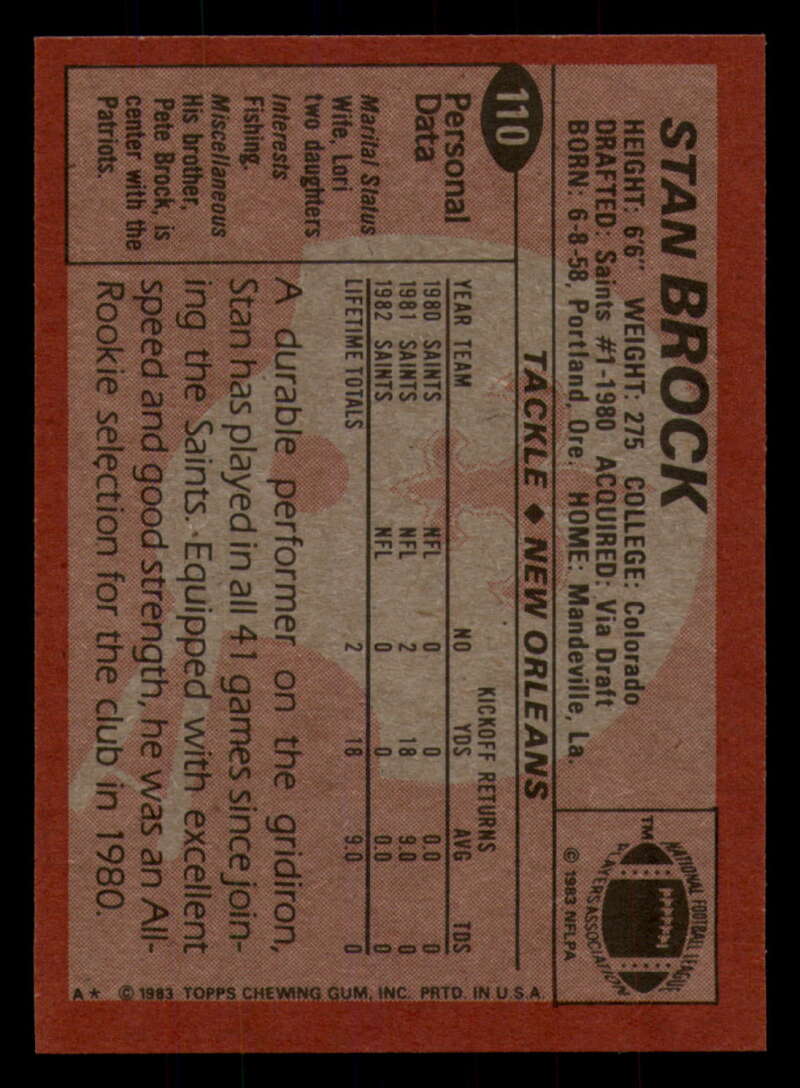 110
STAN BROCK
HEIGHT: 6'6" WEIGHT: 275 COLLEGE: Colorado
DRAFTED: Saints #1-1980 ACQUIRED: Via Draft
BORN: 6-8-58, Portland, Ore. HOME: Mandeville, La.
TACKLE ♦ NEW ORLEANS
NATIONAL FOOTBALL LEAGUE
PLAYERS ASSOCIATION
TM
© 1983 NFLPA
Personal
Data
Marital Status
Wife, Lori
two daughters
Interests
Fishing.
Miscellaneous
His brother,
Pete Brock, is
center with the
Patriots.
KICKOFF RETURNS
YEAR TEAM NO YDS AVG TDS
1980 SAINTS NFL 0 0 0.0 0
1981 SAINTS NFL 2 18 9.0 0
1982 SAINTS NFL 0 0 0.0 0
LIFETIME TOTALS 2 18 9.0 0
A durable performer on the gridiron,
Stan has played in all 41 games since join-
ing the Saints. Equipped with excellent
speed and good strength, he was an All-
Rookie selection for the club in 1980.
A* © 1983 TOPPS CHEWING GUM, INC. PRTD. IN U.S.A.